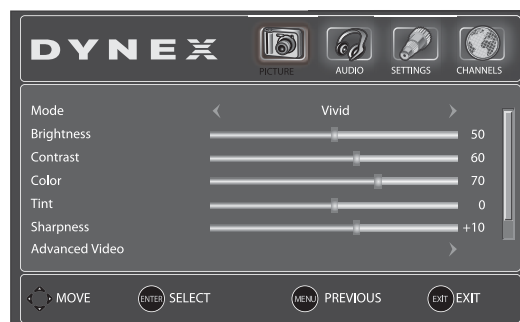 DYNEX
PICTURE AUDIO SETTINGS CHANNELS
Mode Vivid
Brightness 50
Contrast 60
Color 70
Tint 0
Sharpness +10
Advanced Video
MOVE ENTER SELECT MENU PREVIOUS EXIT EXIT